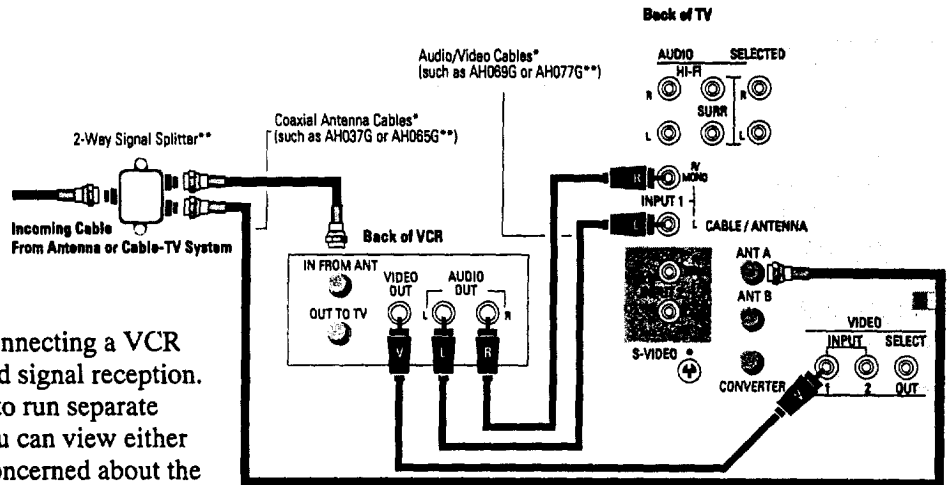 Back of TV
AUDIO SELECTED
HI-FI
R R
SURR
L L
Audio/Video Cables*
(such as AH069G or AH077G**)
Coaxial Antenna Cables*
(such as AH037G or AH065G**)
2-Way Signal Splitter**
Incoming Cable
From Antenna or Cable-TV System
R R/
MONO
INPUT 1
L L CABLE / ANTENNA
Back of VCR
IN FROM ANT
OUT TO TV
VIDEO
OUT
AUDIO
OUT
L R
V L R
ANT A
ANT B
S-VIDEO
CONVERTER
VIDEO
INPUT SELECT
1 2 OUT
V
onnecting a VCR
d signal reception.
to run separate
u can view either
oncerned about the